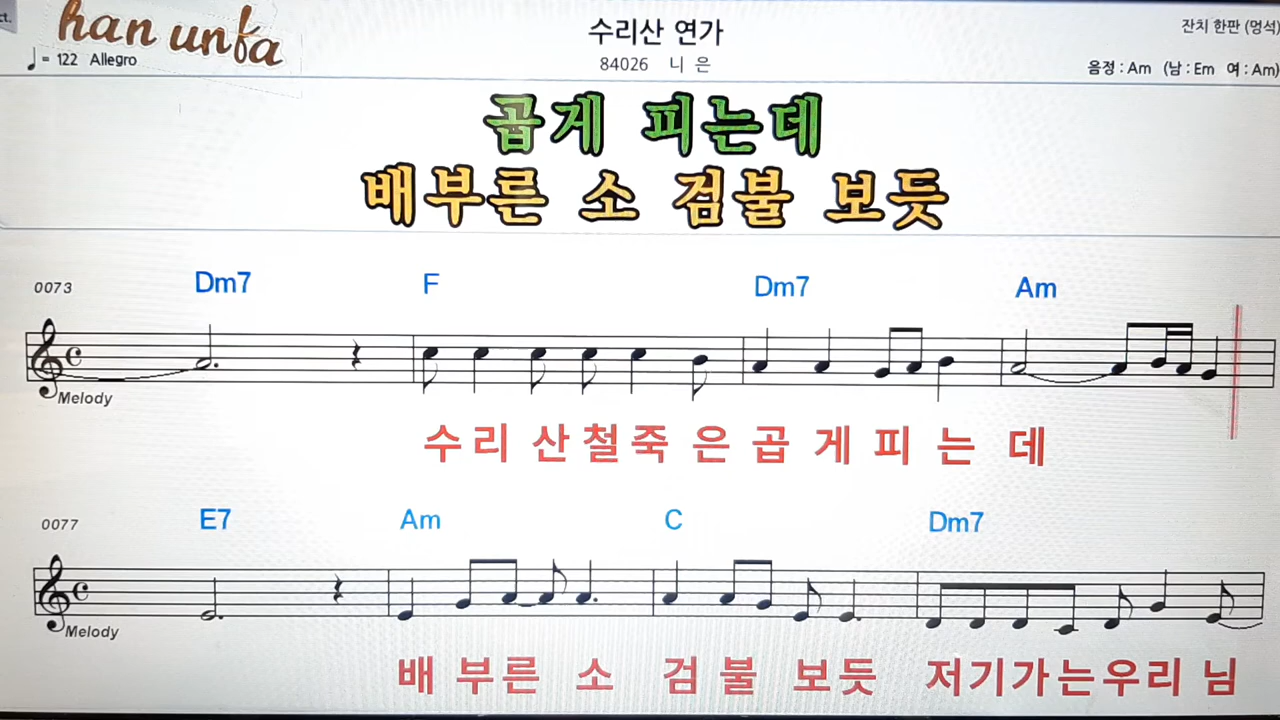 ct.
han unfa
수리산 연가
잔치 한판 (멍석)
♩ = 122 Allegro
84026 니 은
음정 : Am (남 : Em 여 : Am)
곱게 피는데
배부른 소 검불 보듯
0073 Dm7 F Dm7 Am
Melody
수리 산철죽 은곱 게피 는 데
0077 E7 Am C Dm7
Melody
배 부른 소 검 불 보듯 저기가는우리 님